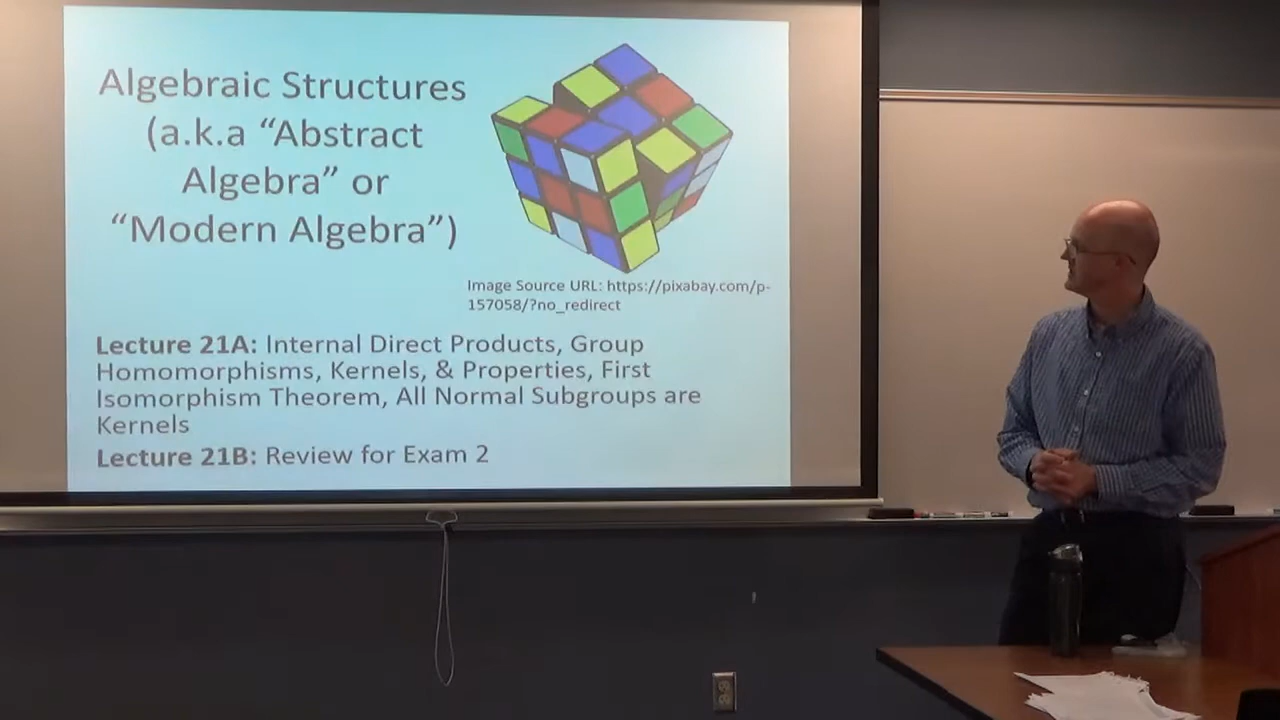 Algebraic Structures
(a.k.a “Abstract
Algebra” or
“Modern Algebra”)
Image Source URL: https://pixabay.com/p-
157058/?no_redirect
Lecture 21A: Internal Direct Products, Group
Homomorphisms, Kernels, & Properties, First
Isomorphism Theorem, All Normal Subgroups are
Kernels
Lecture 21B: Review for Exam 2